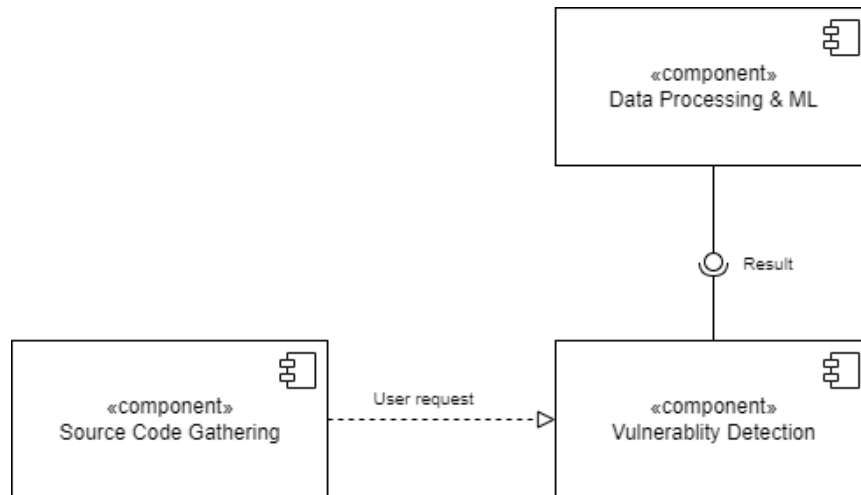 «component»
Data Processing & ML
Result
«component»
Source Code Gathering
User request
«component»
Vulnerablity Detection